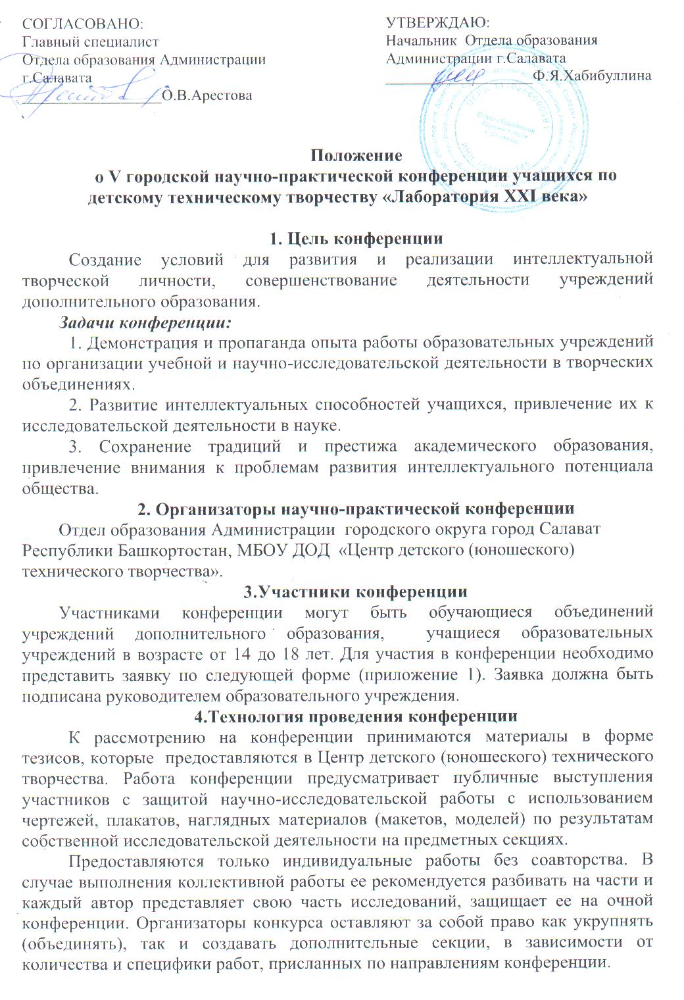 СОГЛАСОВАНО:
Главный специалист
Отдела образования Администрации
г.Салавата
О.В.Арестова
УТВЕРЖДАЮ:
Начальник Отдела образования
Администрации г.Салавата
Ф.Я.Хабибуллина
Отдел образования
Администрации
г. Салавата
Положение
о V городской научно-практической конференции учащихся по
детскому техническому творчеству «Лаборатория XXI века»
1. Цель конференции
Создание условий для развития и реализации интеллектуальной
творческой личности, совершенствование деятельности учреждений
дополнительного образования.
Задачи конференции:
1. Демонстрация и пропаганда опыта работы образовательных учреждений
по организации учебной и научно-исследовательской деятельности в творческих
объединениях.
2. Развитие интеллектуальных способностей учащихся, привлечение их к
исследовательской деятельности в науке.
3. Сохранение традиций и престижа академического образования,
привлечение внимания к проблемам развития интеллектуального потенциала
общества.
2. Организаторы научно-практической конференции
Отдел образования Администрации городского округа город Салават
Республики Башкортостан, МБОУ ДОД «Центр детского (юношеского)
технического творчества».
3.Участники конференции
Участниками конференции могут быть обучающиеся объединений
учреждений дополнительного образования, учащиеся образовательных
учреждений в возрасте от 14 до 18 лет. Для участия в конференции необходимо
представить заявку по следующей форме (приложение 1). Заявка должна быть
подписана руководителем образовательного учреждения.
4.Технология проведения конференции
К рассмотрению на конференции принимаются материалы в форме
тезисов, которые предоставляются в Центр детского (юношеского) технического
творчества. Работа конференции предусматривает публичные выступления
участников с защитой научно-исследовательской работы с использованием
чертежей, плакатов, наглядных материалов (макетов, моделей) по результатам
собственной исследовательской деятельности на предметных секциях.
Предоставляются только индивидуальные работы без соавторства. В
случае выполнения коллективной работы ее рекомендуется разбивать на части и
каждый автор представляет свою часть исследований, защищает ее на очной
конференции. Организаторы конкурса оставляют за собой право как укрупнять
(объединять), так и создавать дополнительные секции, в зависимости от
количества и специфики работ, присланных по направлениям конференции.